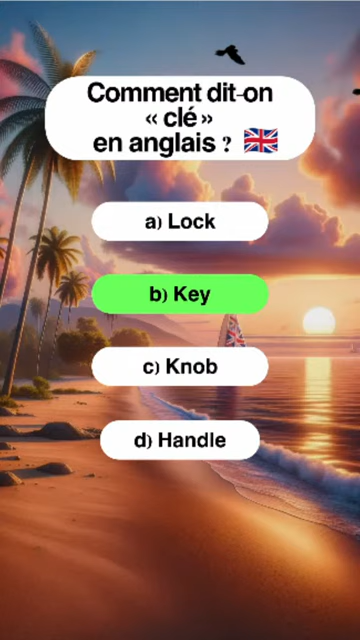 Comment dit-on
« clé »
en anglais ? 🇬🇧
a) Lock
b) Key
c) Knob
d) Handle